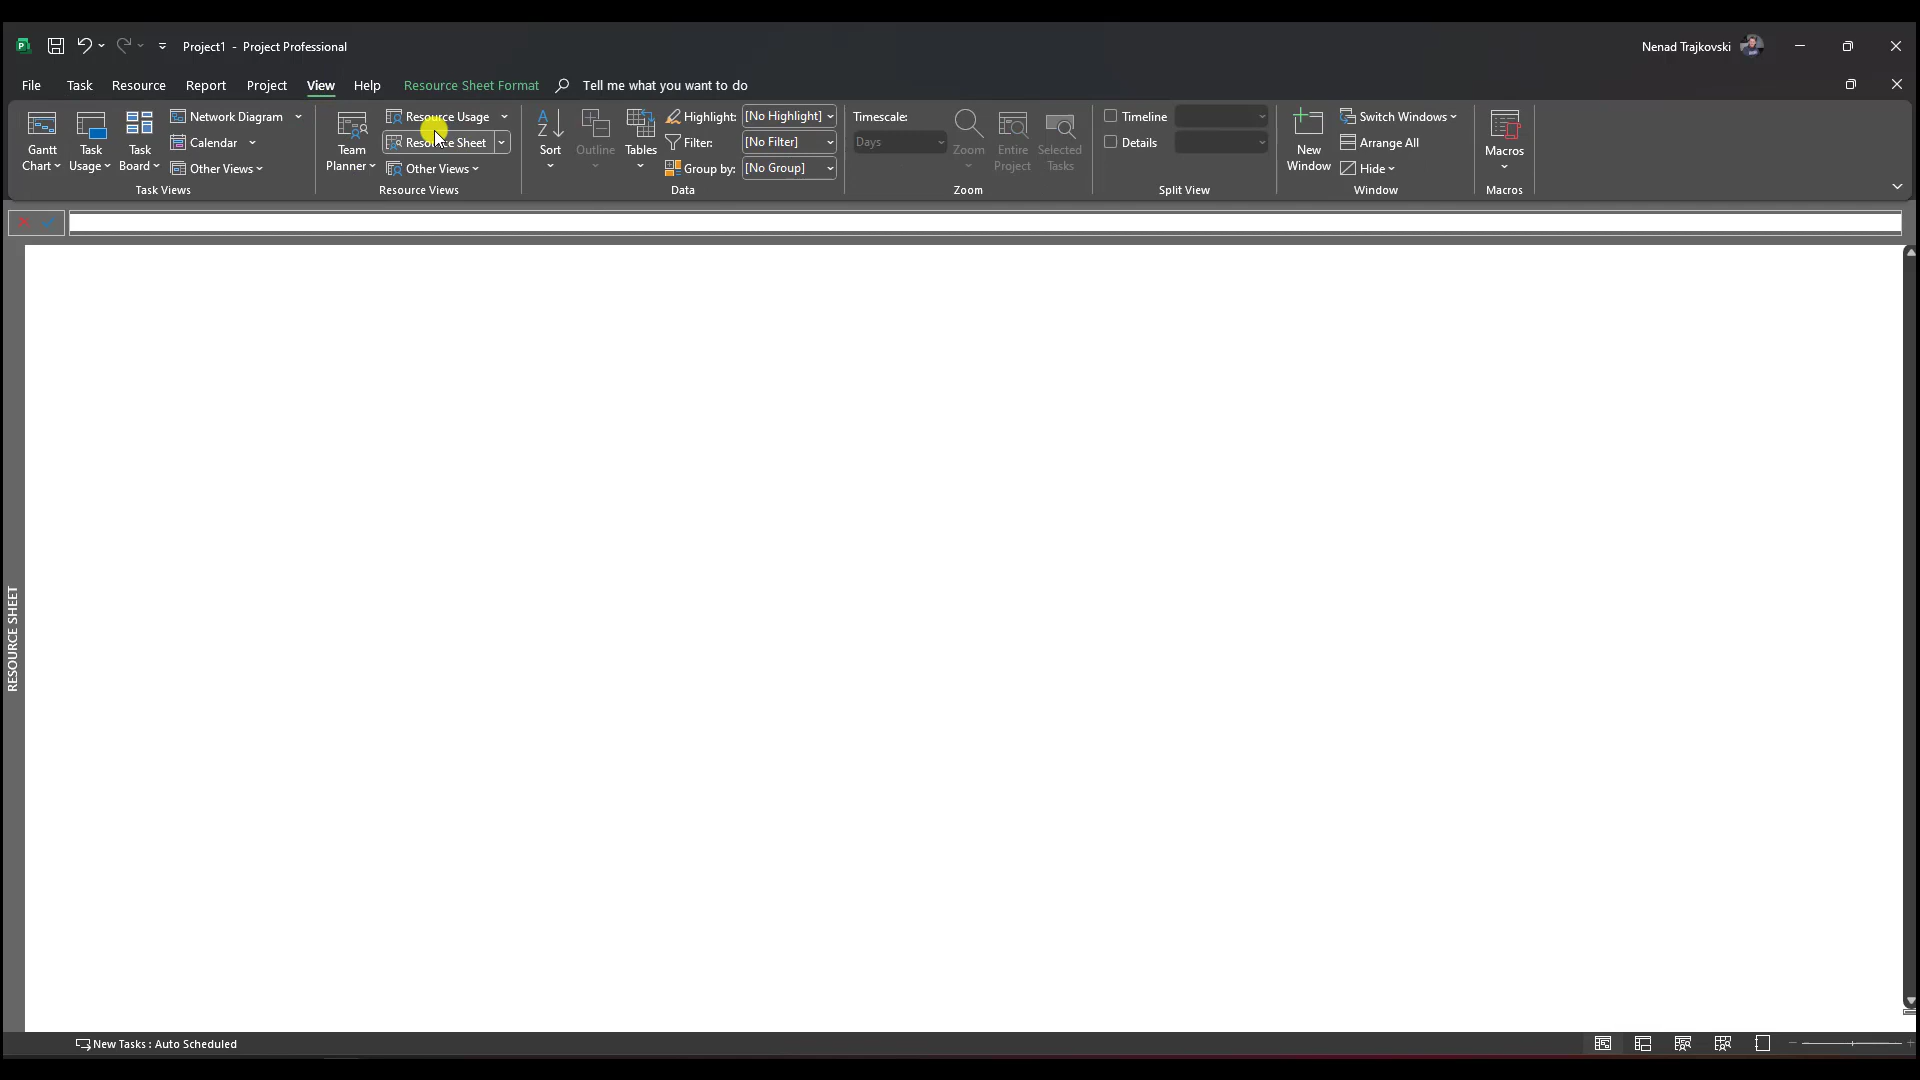 Project1 - Project Professional
Nenad Trajkovski
File Task Resource Report Project View Help Resource Sheet Format Tell me what you want to do
Gantt Chart
Task Usage
Task Board
Network Diagram
Calendar
Other Views
Task Views
Team Planner
Resource Usage
Resource Sheet
Other Views
Resource Views
Sort
Outline
Tables
Highlight: [No Highlight]
Filter: [No Filter]
Group by: [No Group]
Data
Timescale:
Days
Zoom
Entire Project
Selected Tasks
Zoom
Timeline
Details
Split View
New Window
Switch Windows
Arrange All
Hide
Window
Macros
Macros
RESOURCE SHEET
New Tasks : Auto Scheduled